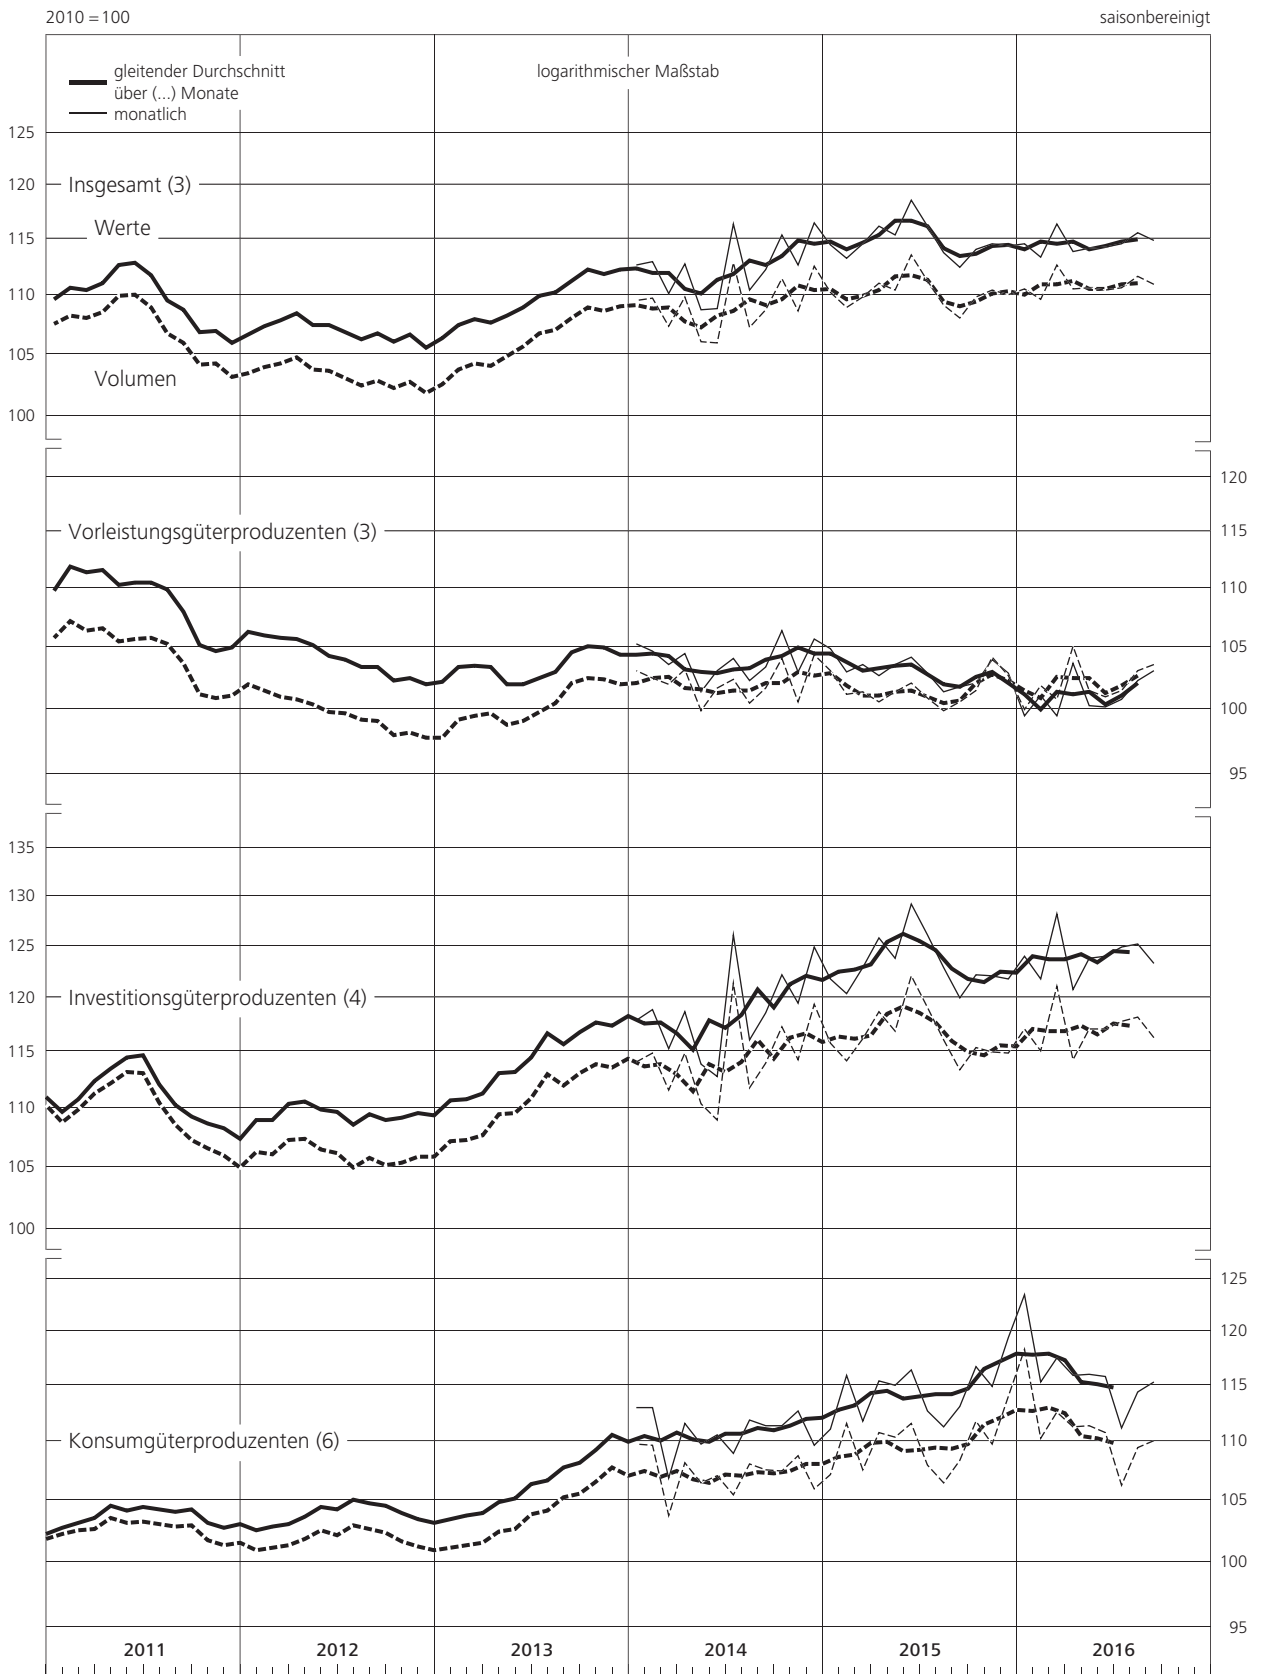 2010 = 100
saisonbereinigt
gleitender Durchschnitt
über (...) Monate
monatlich
logarithmischer Maßstab
125
120
115
110
105
100
Insgesamt (3)
Werte
Volumen
120
115
110
105
100
95
Vorleistungsgüterproduzenten (3)
135
130
125
120
115
110
105
100
Investitionsgüterproduzenten (4)
125
120
115
110
105
100
95
Konsumgüterproduzenten (6)
2011
2012
2013
2014
2015
2016